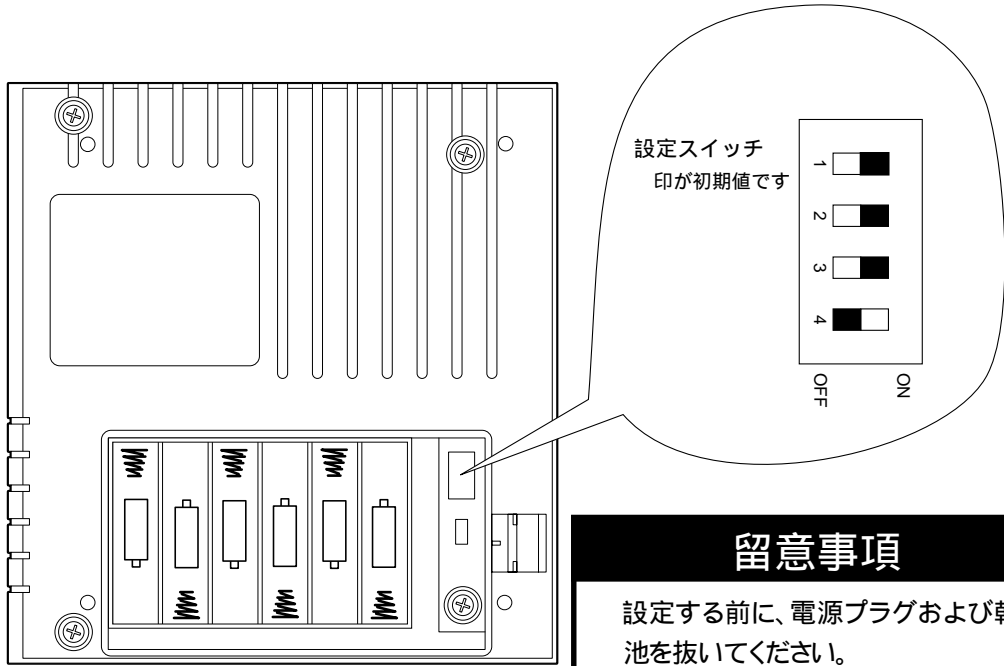 設定スイッチ
印が初期値です
1
2
3
4
OFF
ON
留意事項
設定する前に、電源プラグおよび乾
池を抜いてください。